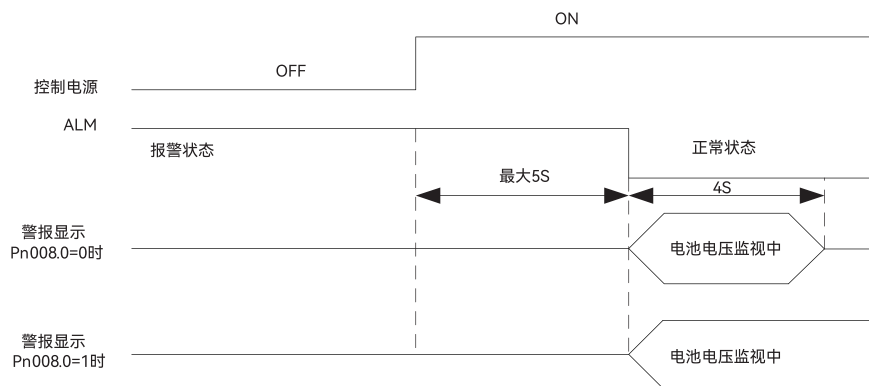 ON
OFF
控制电源
ALM
报警状态
正常状态
最大5S
4S
警报显示
Pn008.0=0时
电池电压监视中
警报显示
Pn008.0=1时
电池电压监视中